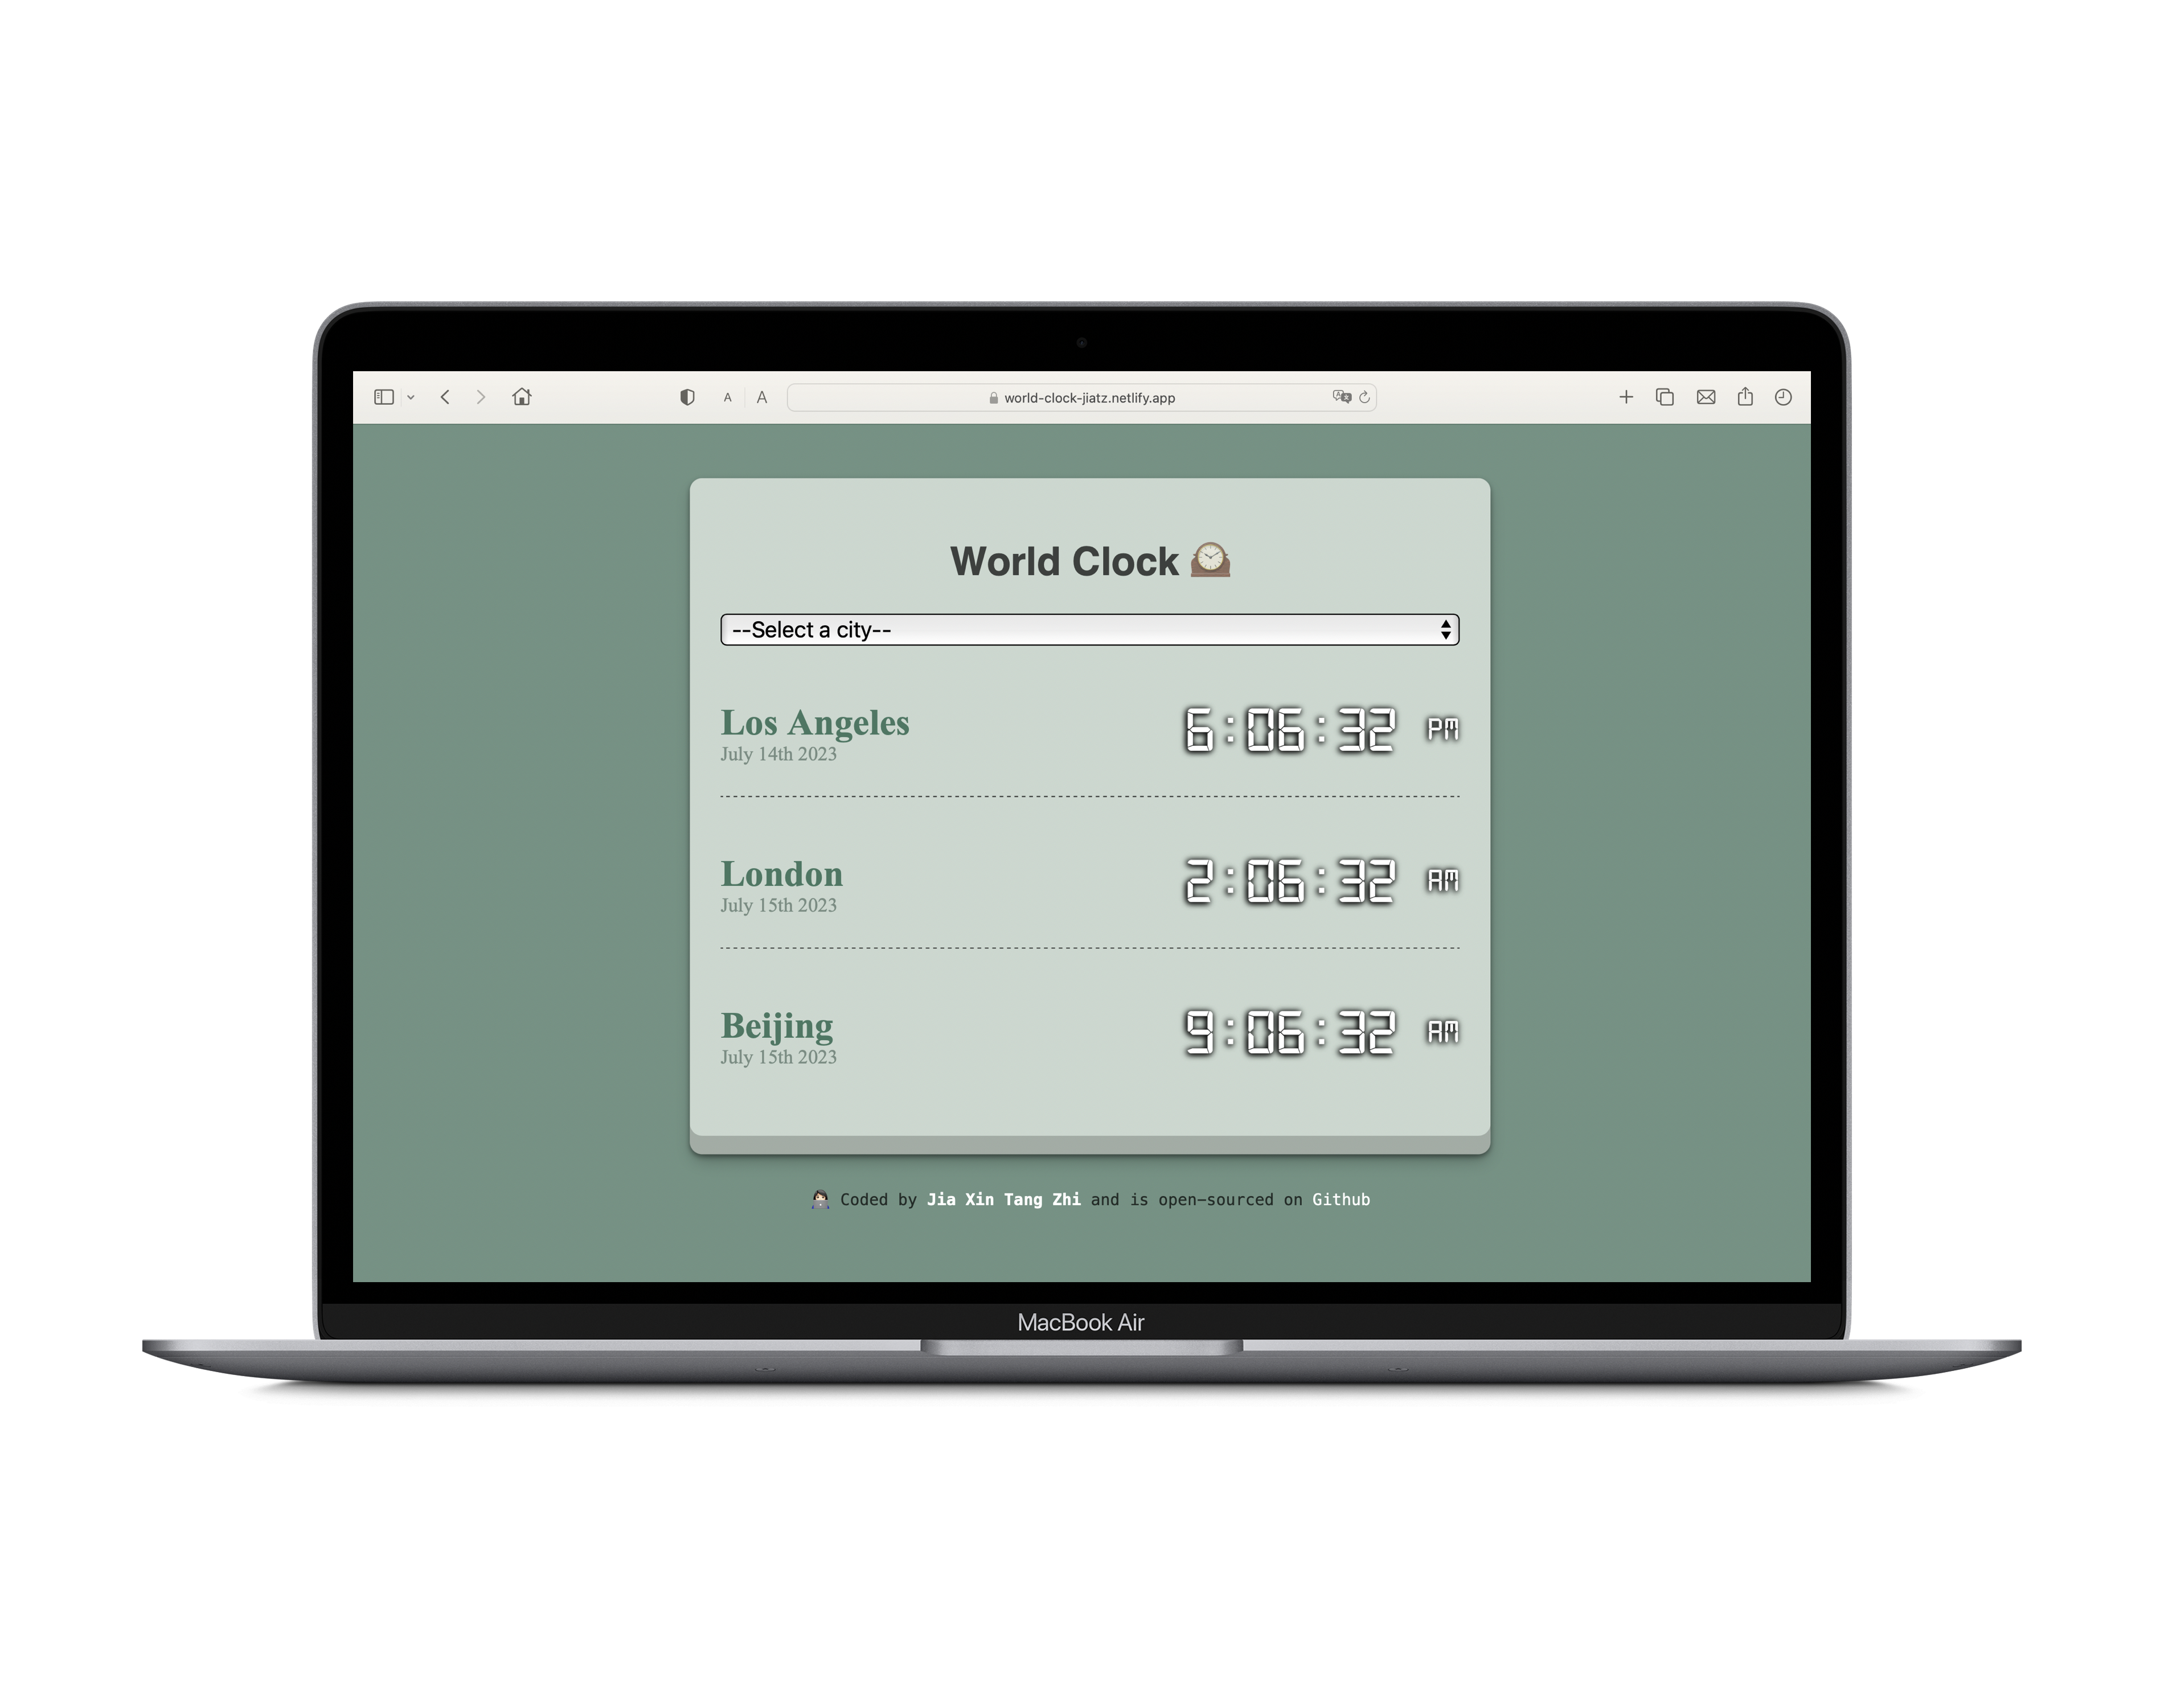 A A world-clock-jiatz.netlify.app
World Clock
--Select a city--
Los Angeles 6:06:32 PM
July 14th 2023
London 2:06:32 AM
July 15th 2023
Beijing 9:06:32 AM
July 15th 2023
Coded by Jia Xin Tang Zhi and is open-sourced on Github
MacBook Air